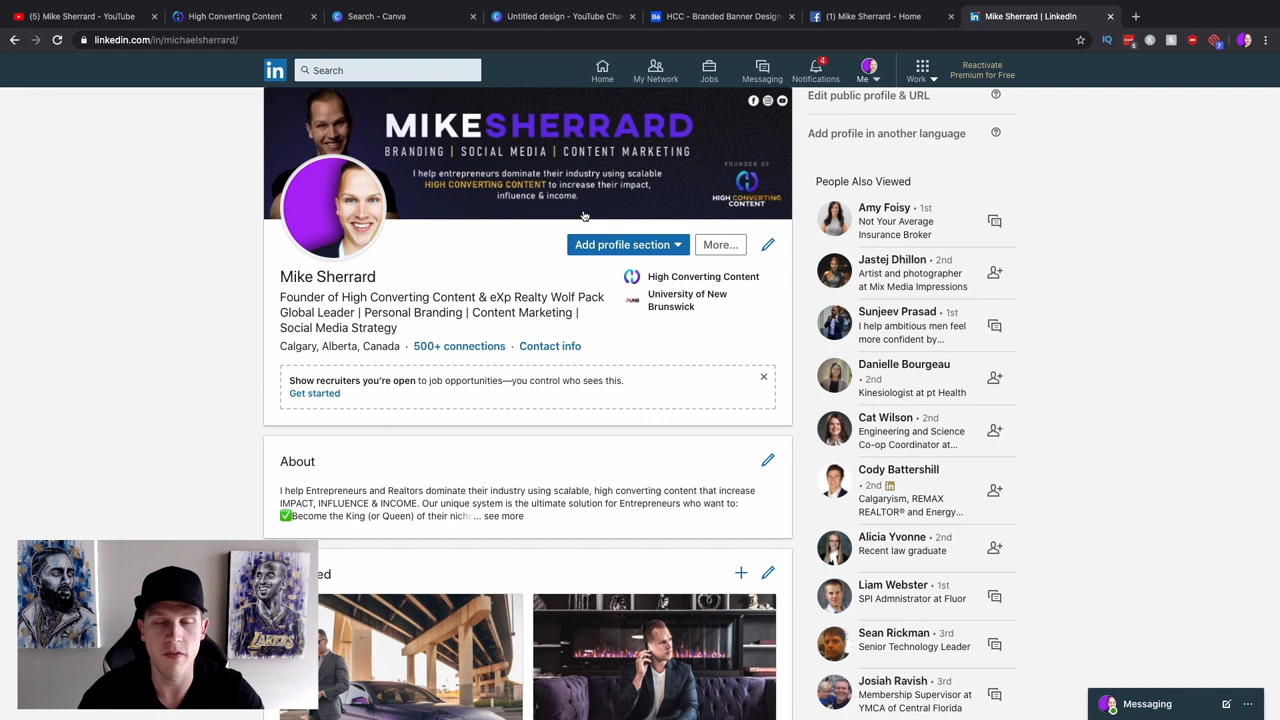 (5) Mike Sherrard - YouTube
High Converting Content
Search - Canva
Untitled design - YouTube Cha
HCC - Branded Banner Design
(1) Mike Sherrard - Home
Mike Sherrard | LinkedIn
linkedin.com/in/michaelsherrard/
in
Search
Home
My Network
Jobs
Messaging
4
Notifications
Me
Work
Reactivate
Premium for Free
MIKESHERRARD
BRANDING | SOCIAL MEDIA | CONTENT MARKETING
I help entrepreneurs dominate their industry using scalable
HIGH CONVERTING CONTENT to increase their impact,
influence & income.
FOUNDER OF
HIGH CONVERTING
CONTENT
Add profile section
More...
Mike Sherrard
Founder of High Converting Content & eXp Realty Wolf Pack
Global Leader | Personal Branding | Content Marketing |
Social Media Strategy
Calgary, Alberta, Canada · 500+ connections · Contact info
High Converting Content
University of New
Brunswick
Show recruiters you're open to job opportunities—you control who sees this.
Get started
About
I help Entrepreneurs and Realtors dominate their industry using scalable, high converting content that increase
IMPACT, INFLUENCE & INCOME. Our unique system is the ultimate solution for Entrepreneurs who want to:
✅Become the King (or Queen) of their niche... see more
ed
LAKERS
Edit public profile & URL
Add profile in another language
People Also Viewed
Amy Foisy • 1st
Not Your Average
Insurance Broker
Jastej Dhillon • 2nd
Artist and photographer
at Mix Media Impressions
Sunjeev Prasad • 1st
I help ambitious men feel
more confident by...
Danielle Bourgeau
• 2nd
Kinesiologist at pt Health
Cat Wilson • 2nd
Engineering and Science
Co-op Coordinator at...
Cody Battershill
• 2nd in
Calgaryism, REMAX
REALTOR® and Energy...
Alicia Yvonne • 2nd
Recent law graduate
Liam Webster • 1st
SPI Admnistrator at Fluor
Sean Rickman • 3rd
Senior Technology Leader
Josiah Ravish • 3rd
Membership Supervisor at
YMCA of Central Florida
Messaging